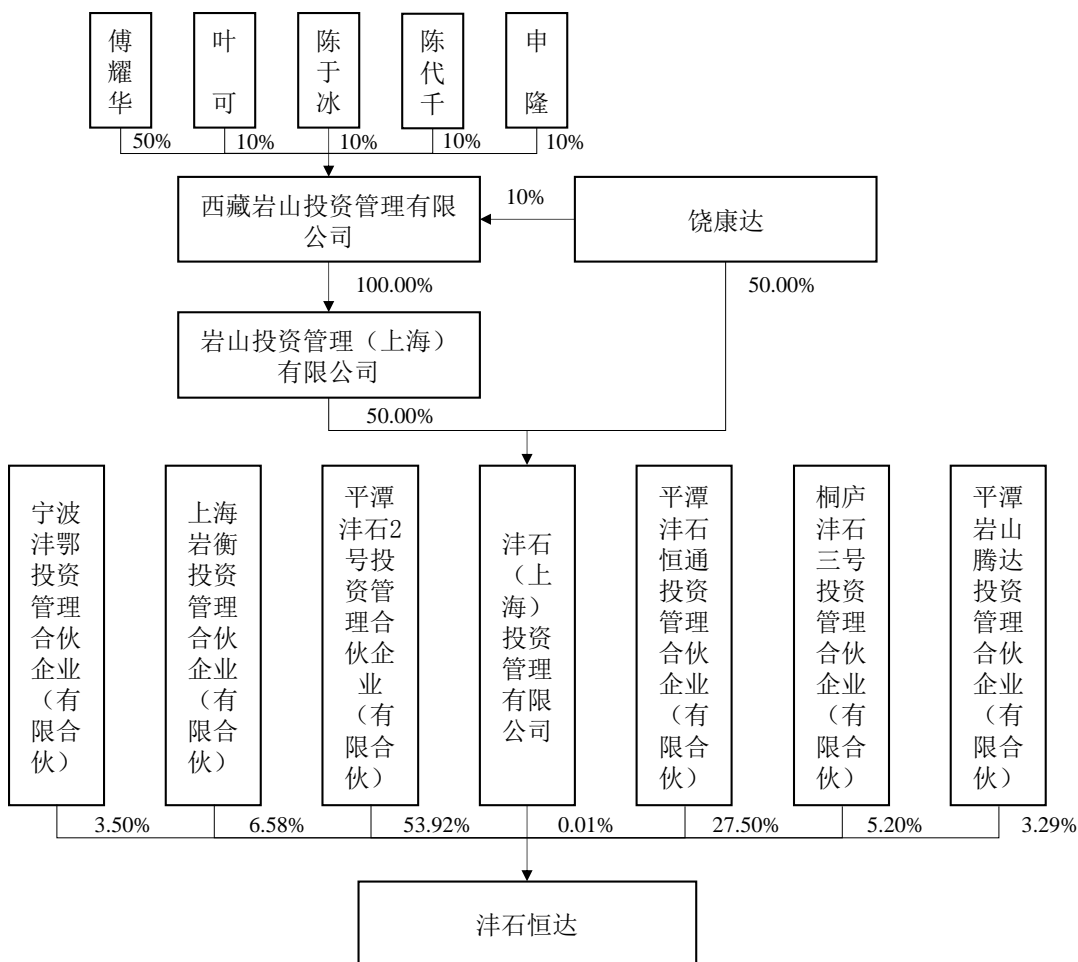 傅耀华
叶可
陈于冰
陈代千
申隆
50%
10%
10%
10%
10%
西藏岩山投资管理有限
公司
10%
饶康达
100.00%
50.00%
岩山投资管理（上海）
有限公司
50.00%
宁波
沣鄂
投资
管理
合伙
企业
（有
限合
伙）
上海
岩衡
投资
管理
合伙
企业
（有
限合
伙）
平潭
沣石2
号投
资管
理合
伙企
业
（有
限合
伙）
沣石
（上
海）
投资
管理
有限
公司
平潭
沣石
恒通
投资
管理
合伙
企业
（有
限合
伙）
桐庐
沣石
三号
投资
管理
合伙
企业
（有
限合
伙）
平潭
岩山
腾达
投资
管理
合伙
企业
（有
限合
伙）
3.50%
6.58%
53.92%
0.01%
27.50%
5.20%
3.29%
沣石恒达